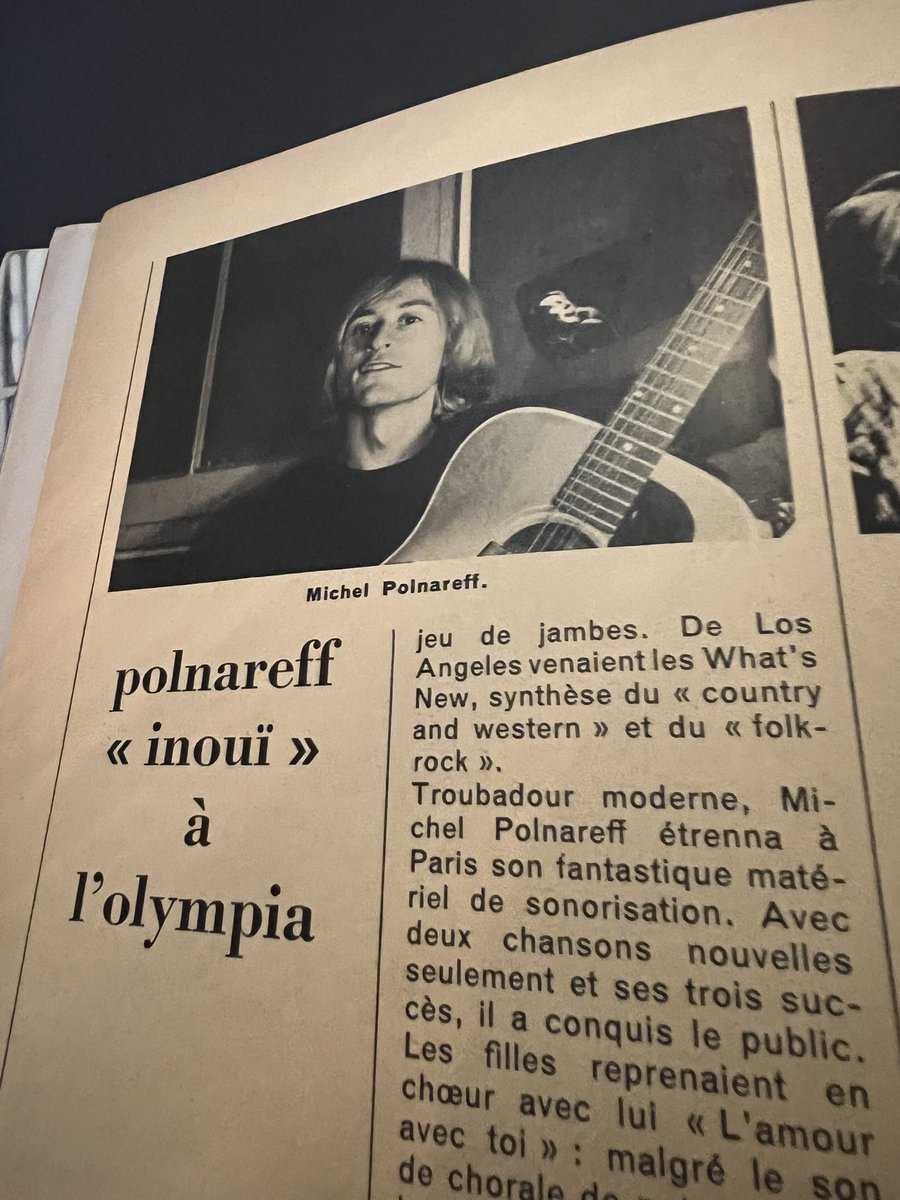 Michel Polnareff.
polnareff
« inouï »
à
l'olympia
jeu de jambes. De Los
Angeles venaient les What's
New, synthèse du « country
and western » et du « folk-
rock ».
Troubadour moderne, Mi-
chel Polnareff étrenna à
Paris son fantastique maté-
riel de sonorisation. Avec
deux chansons nouvelles
seulement et ses trois suc-
cès, il a conquis le public.
Les filles reprenaient en
chœur avec lui « L'amour
avec toi » : malgré le son
de chorale de